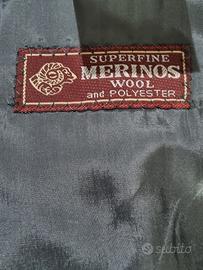 SUPERFINE
MERINOS
WOOL
and POLYESTER
subito